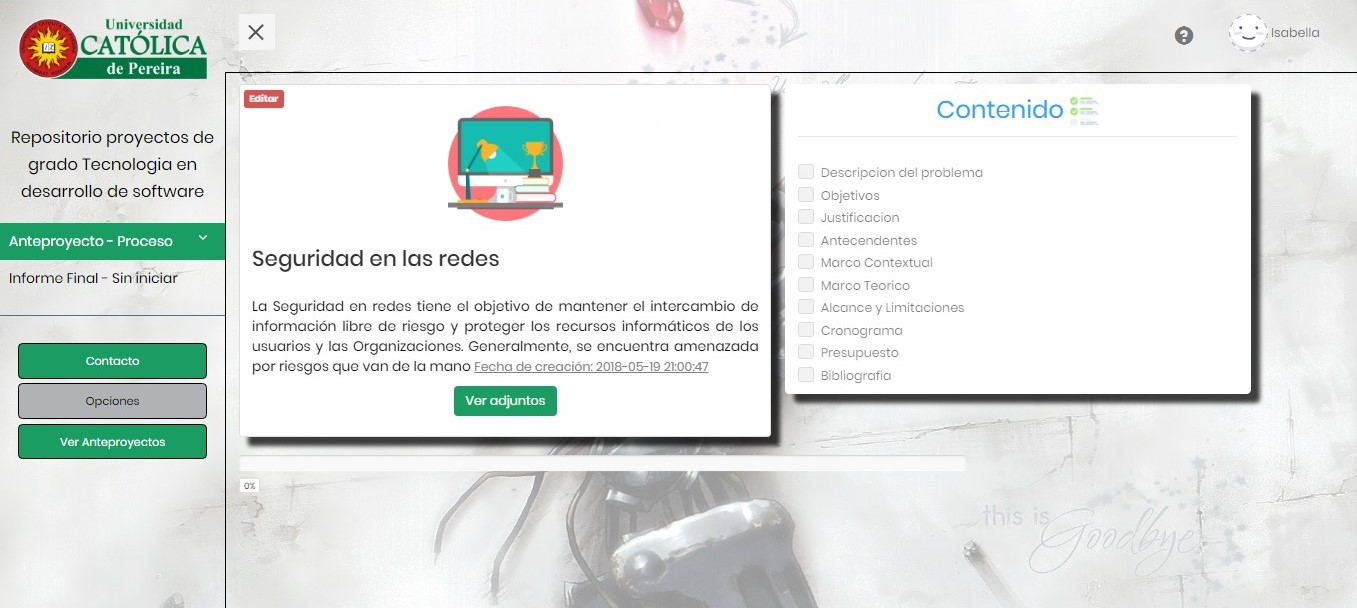 Universidad
CATÓLICA
de Pereira
Isabella
Repositorio proyectos de
grado Tecnologia en
desarrollo de software
Anteproyecto - Proceso
Informe Final - Sin iniciar
Contacto
Opciones
Ver Anteproyectos
Editar
Seguridad en las redes
La Seguridad en redes tiene el objetivo de mantener el intercambio de
información libre de riesgo y proteger los recursos informáticos de los
usuarios y las Organizaciones. Generalmente, se encuentra amenazada
por riesgos que van de la mano Fecha de creación: 2018-05-19 21:00:47
Ver adjuntos
0%
Contenido
Descripcion del problema
Objetivos
Justificacion
Antecendentes
Marco Contextual
Marco Teorico
Alcance y Limitaciones
Cronograma
Presupuesto
Bibliografia
this is
Goodbye